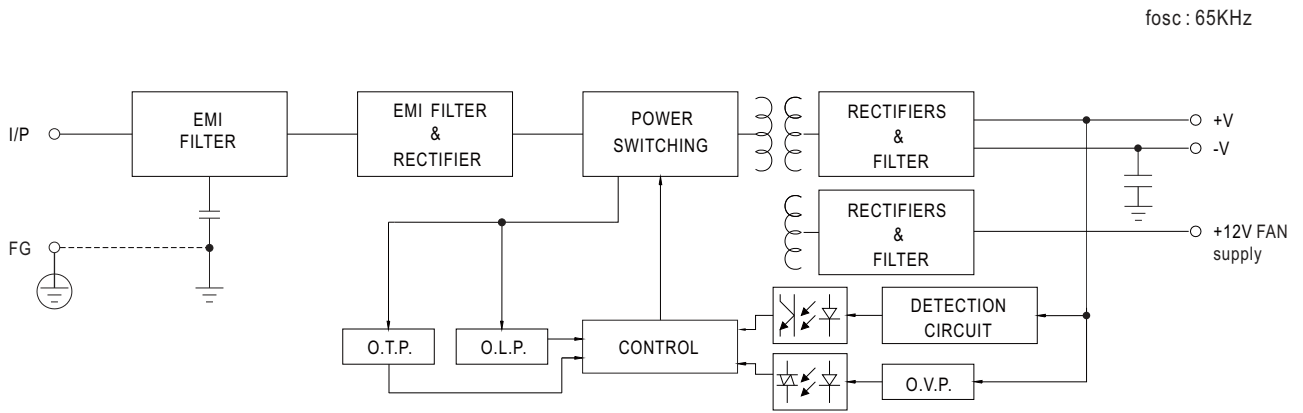 fosc : 65KHz
I/P
EMI
FILTER
EMI FILTER
&
RECTIFIER
POWER
SWITCHING
RECTIFIERS
&
FILTER
+V
-V
FG
RECTIFIERS
&
FILTER
+12V FAN
supply
DETECTION
CIRCUIT
O.T.P.
O.L.P.
CONTROL
O.V.P.